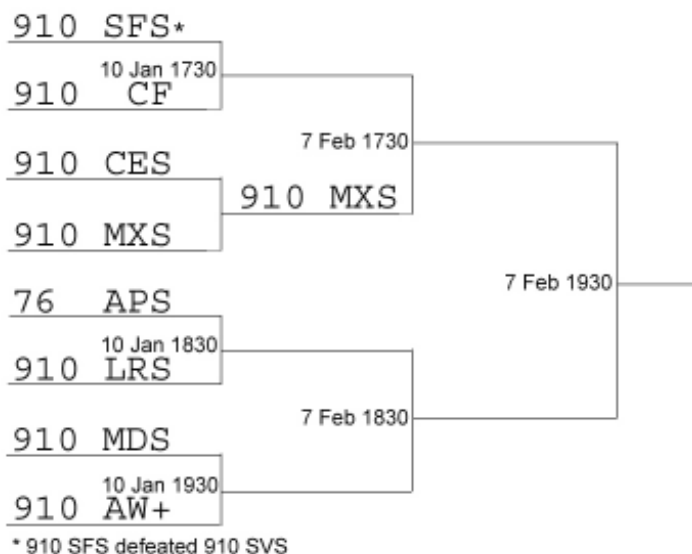 910 SFS*
10 Jan 1730
910 CF
7 Feb 1730
910 CES
910 MXS
910 MXS
7 Feb 1930
76 APS
10 Jan 1830
910 LRS
7 Feb 1830
910 MDS
10 Jan 1930
910 AW+
* 910 SFS defeated 910 SVS